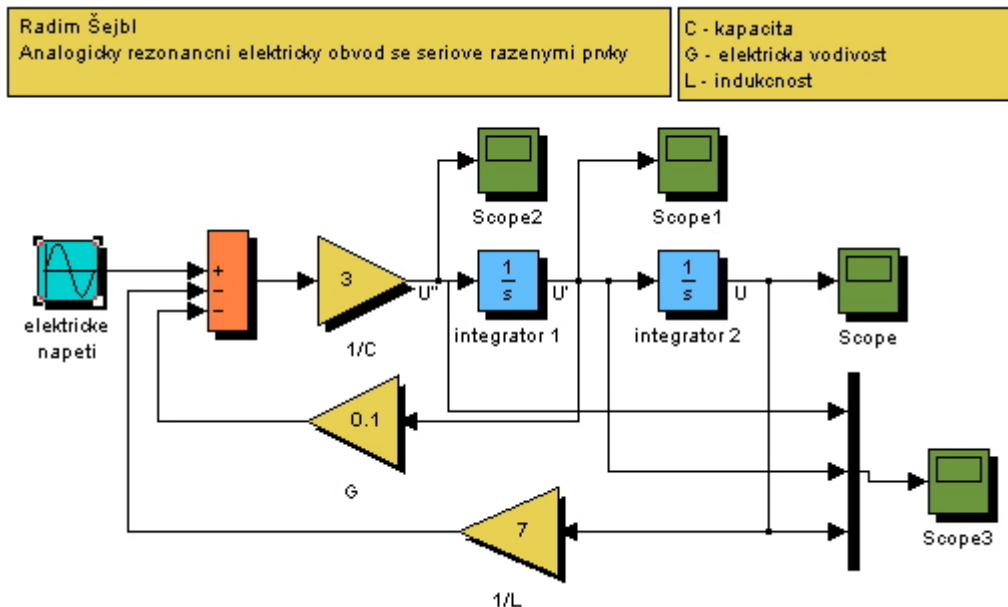 Radim Šejbl
Analogicky rezonancni elektricky obvod se seriove razenymi prvky
C - kapacita
G - elektricka vodivost
L - indukcnost
Scope2
Scope1
elektricke
napeti
+
−
−
3
1/C
U''
1
s
integrator 1
U'
1
s
integrator 2
U
Scope
0.1
G
7
1/L
Scope3